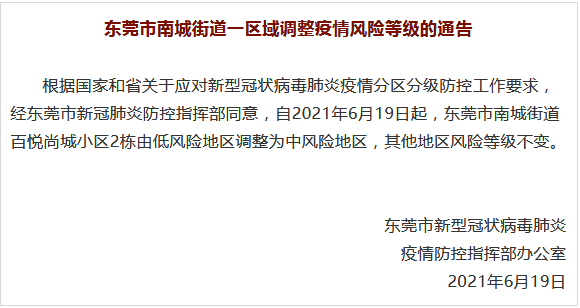 东莞市南城街道一区域调整疫情风险等级的通告
根据国家和省关于应对新型冠状病毒肺炎疫情分区分级防控工作要求，
经东莞市新冠肺炎防控指挥部同意，自2021年6月19日起，东莞市南城街道
百悦尚城小区2栋由低风险地区调整为中风险地区，其他地区风险等级不变。
东莞市新型冠状病毒肺炎
疫情防控指挥部办公室
2021年6月19日